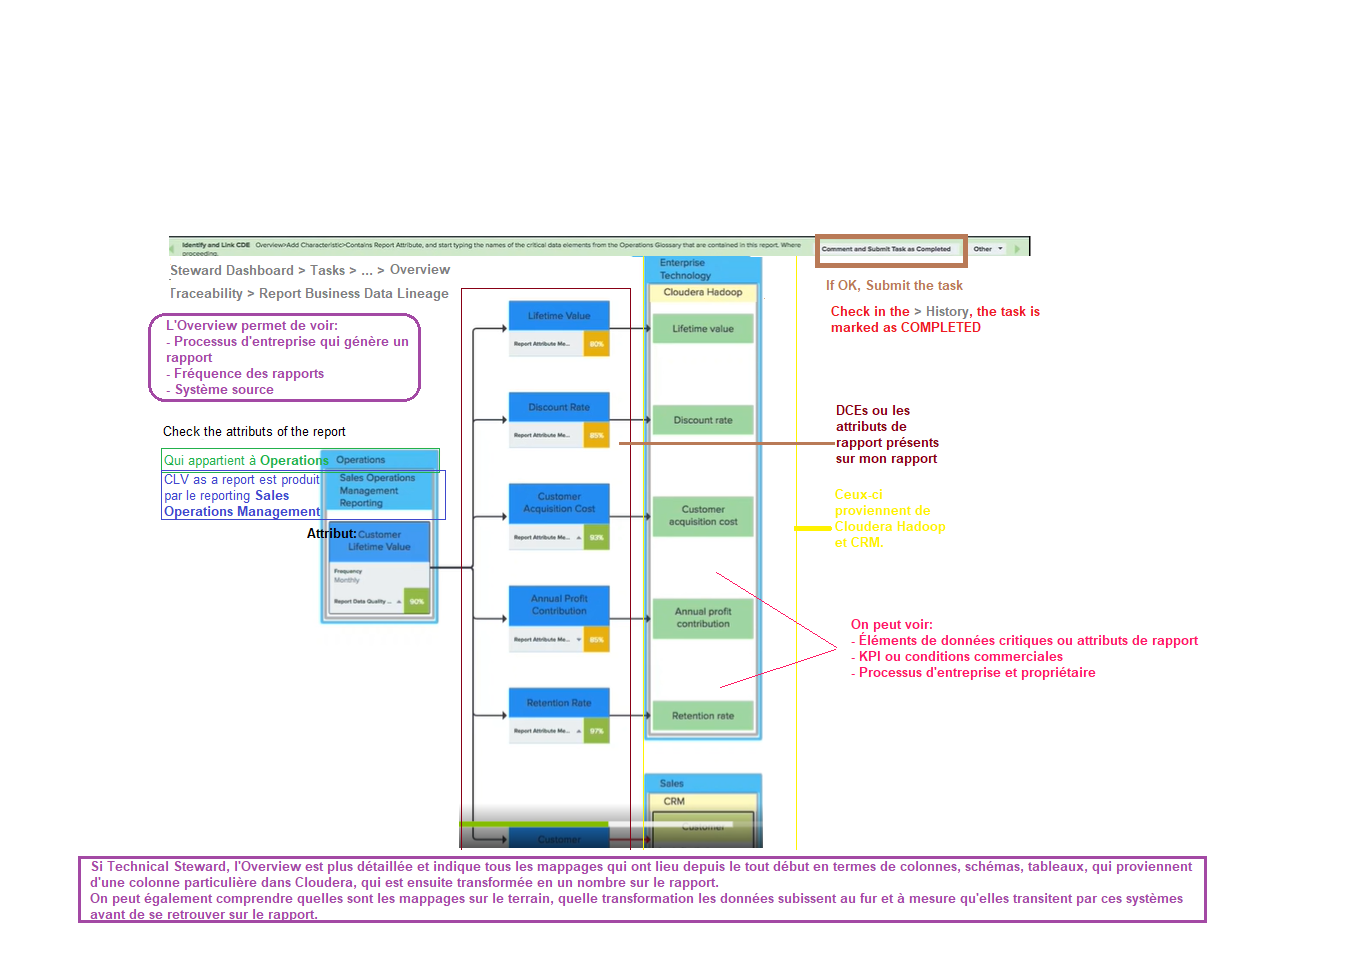 Identify and Link CDE Overview>Add Characteristic>Contains Report Attribute, and start typing the names of the critical data elements from the Operations Glossary that are contained in this report. Where
proceeding.
Comment and Submit Task as Completed
Other
Steward Dashboard > Tasks > ... > Overview
Traceability > Report Business Data Lineage
L'Overview permet de voir:
- Processus d'entreprise qui génère un
rapport
- Fréquence des rapports
- Système source
Check the attributs of the report
Qui appartient à Operations
CLV as a report est produit
par le reporting Sales
Operations Management
Attribut:
Operations
Sales Operations
Management
Reporting
Customer
Lifetime Value
Frequency
Monthly
Report Data Quality ... 90%
Lifetime Value
Report Attribute Me... 80%
Discount Rate
Report Attribute Me... 85%
Customer
Acquisition Cost
Report Attribute Me... 93%
Annual Profit
Contribution
Report Attribute Me... 85%
Retention Rate
Report Attribute Me... 97%
Customer
Enterprise
Technology
Cloudera Hadoop
Lifetime value
Discount rate
Customer
acquisition cost
Annual profit
contribution
Retention rate
Sales
CRM
Customer
If OK, Submit the task
Check in the > History, the task is
marked as COMPLETED
DCEs ou les
attributs de
rapport présents
sur mon rapport
Ceux-ci
proviennent de
Cloudera Hadoop
et CRM.
On peut voir:
- Éléments de données critiques ou attributs de rapport
- KPI ou conditions commerciales
- Processus d'entreprise et propriétaire
Si Technical Steward, l'Overview est plus détaillée et indique tous les mappages qui ont lieu depuis le tout début en termes de colonnes, schémas, tableaux, qui proviennent
d'une colonne particulière dans Cloudera, qui est ensuite transformée en un nombre sur le rapport.
On peut également comprendre quelles sont les mappages sur le terrain, quelle transformation les données subissent au fur et à mesure qu'elles transitent par ces systèmes
avant de se retrouver sur le rapport.